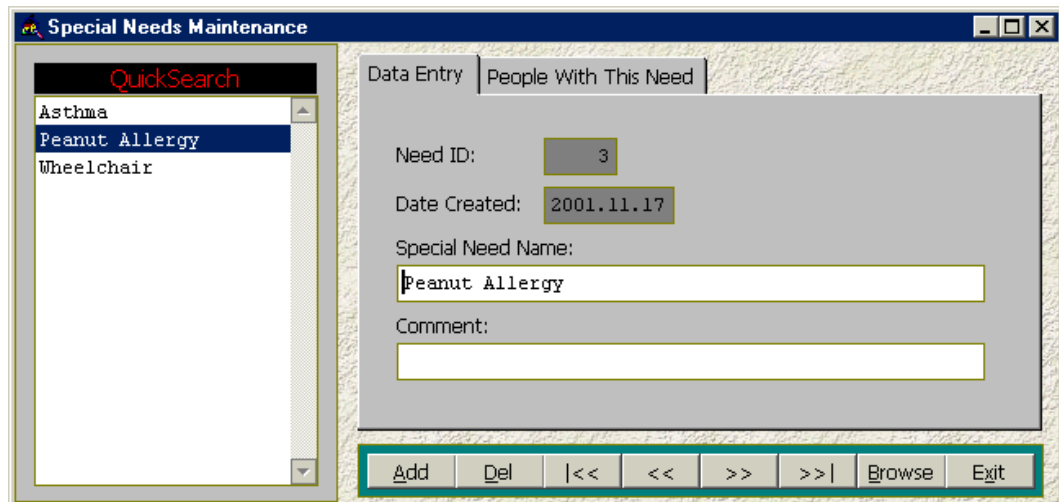 Special Needs Maintenance
QuickSearch
Asthma
Peanut Allergy
Wheelchair
Data Entry
People With This Need
Need ID: 3
Date Created: 2001.11.17
Special Need Name:
Peanut Allergy
Comment:
Add Del |<< << >> >>| Browse Exit